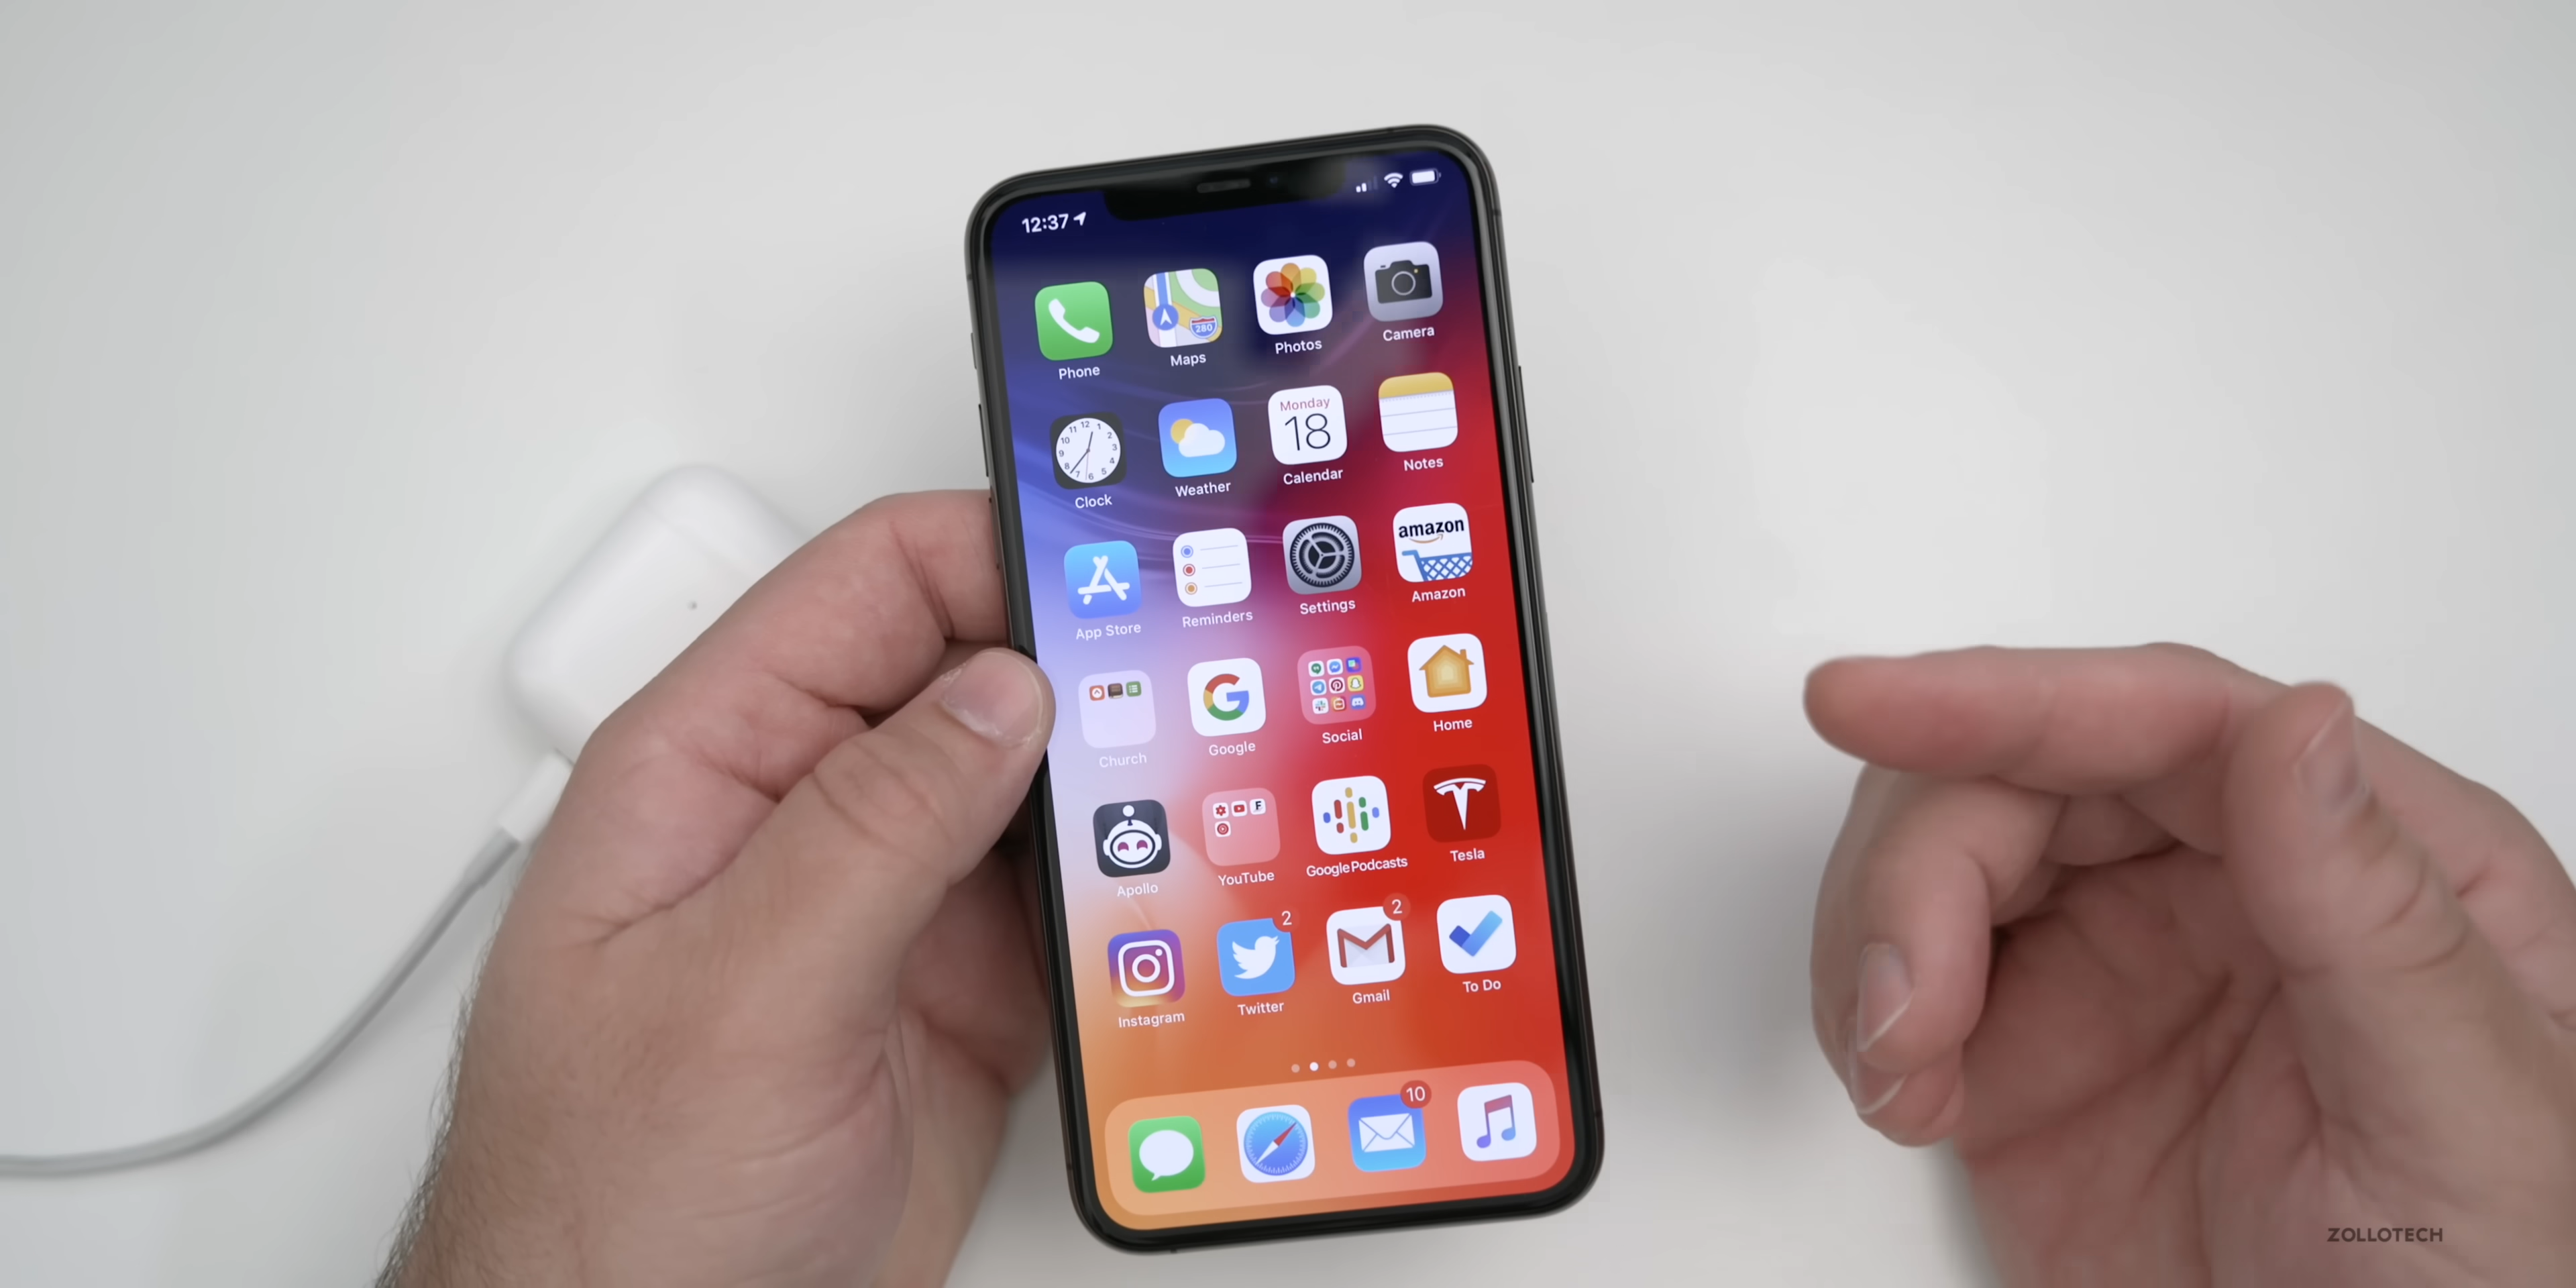 12:37
Phone
Maps
280
Photos
Camera
Clock
Weather
Monday
18
Calendar
Notes
App Store
Reminders
Settings
amazon
Amazon
Church
Google
Social
Home
Apollo
YouTube
Google Podcasts
Tesla
Instagram
2
Twitter
2
Gmail
To Do
10
ZOLLOTECH